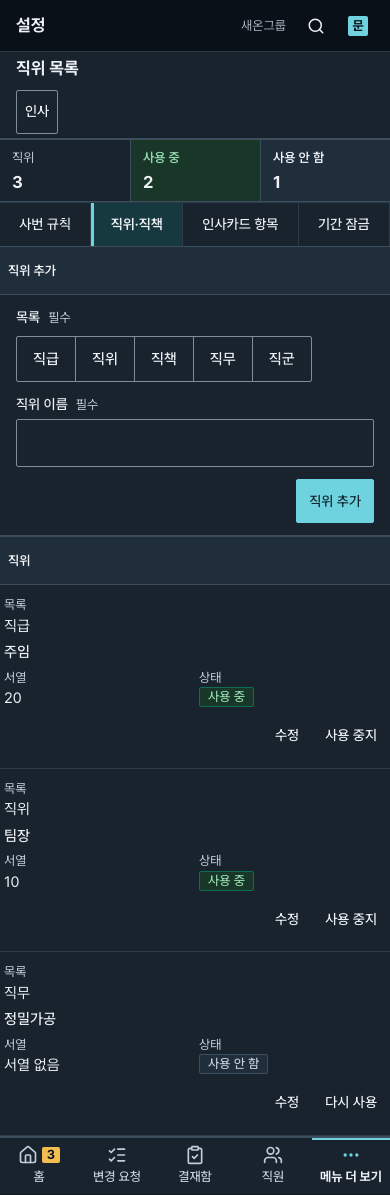 설정
새온그룹
문
직위 목록
인사
직위
3
사용 중
2
사용 안 함
1
사번 규칙
직위·직책
인사카드 항목
기간 잠금
직위 추가
목록 필수
직급
직위
직책
직무
직군
직위 이름 필수
직위 추가
직위
목록
직급
주임
서열
20
상태
사용 중
수정
사용 중지
목록
직위
팀장
서열
10
상태
사용 중
수정
사용 중지
목록
직무
정밀가공
서열
서열 없음
상태
사용 안 함
수정
다시 사용
3
홈
변경 요청
결재함
직원
메뉴 더 보기